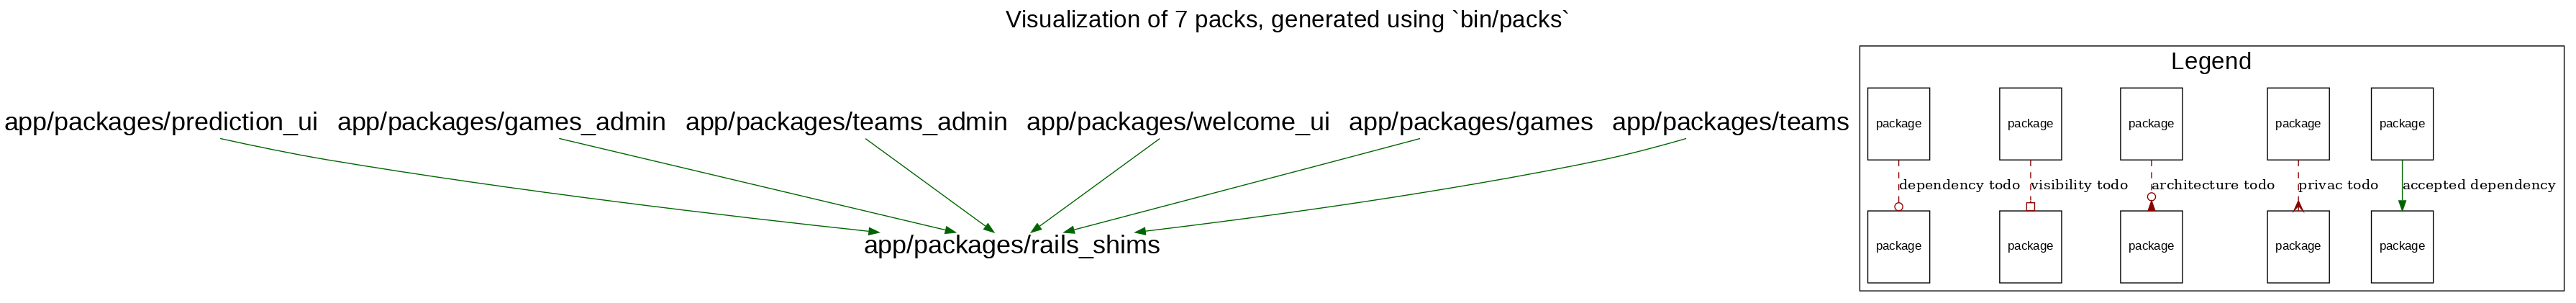 Visualization of 7 packs, generated using `bin/packs`
Legend
app/packages/prediction_ui app/packages/games_admin app/packages/teams_admin app/packages/welcome_ui app/packages/games app/packages/teams
package package package package package
dependency todo visibility todo architecture todo privac todo accepted dependency
app/packages/rails_shims
package package package package package